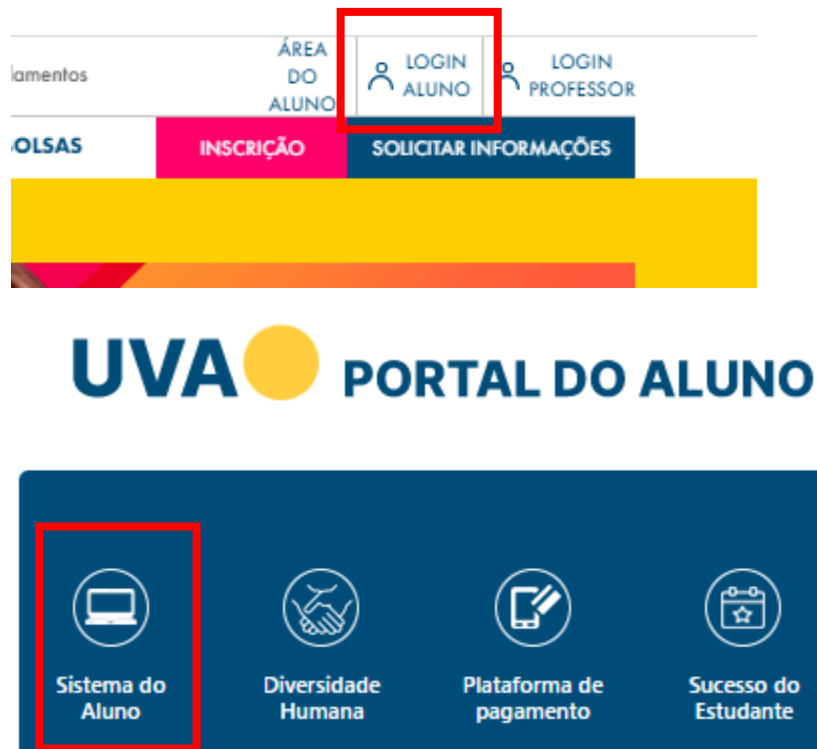 lamentos
ÁREA
DO
ALUNO
LOGIN
ALUNO
LOGIN
PROFESSOR
OLSAS
INSCRIÇÃO
SOLICITAR INFORMAÇÕES
UVA PORTAL DO ALUNO
Sistema do
Aluno
Diversidade
Humana
Plataforma de
pagamento
Sucesso do
Estudante